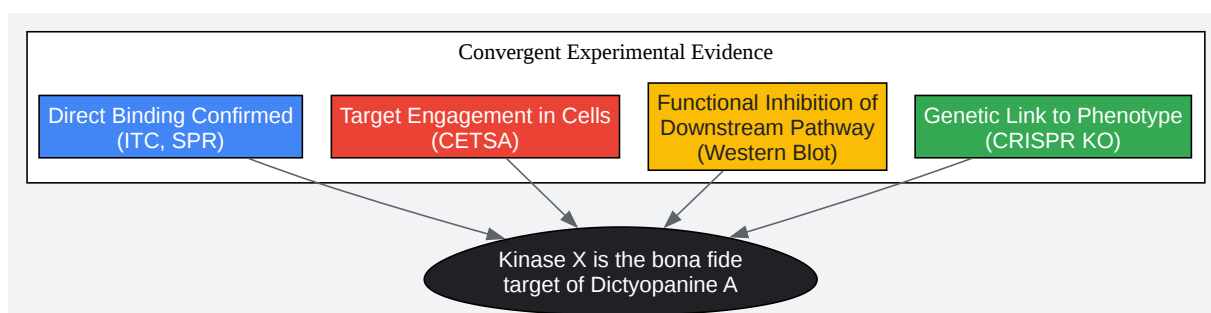 Convergent Experimental Evidence
Direct Binding Confirmed
(ITC, SPR)
Target Engagement in Cells
(CETSA)
Functional Inhibition of
Downstream Pathway
(Western Blot)
Genetic Link to Phenotype
(CRISPR KO)
Kinase X is the bona fide
target of Dictyopanine A